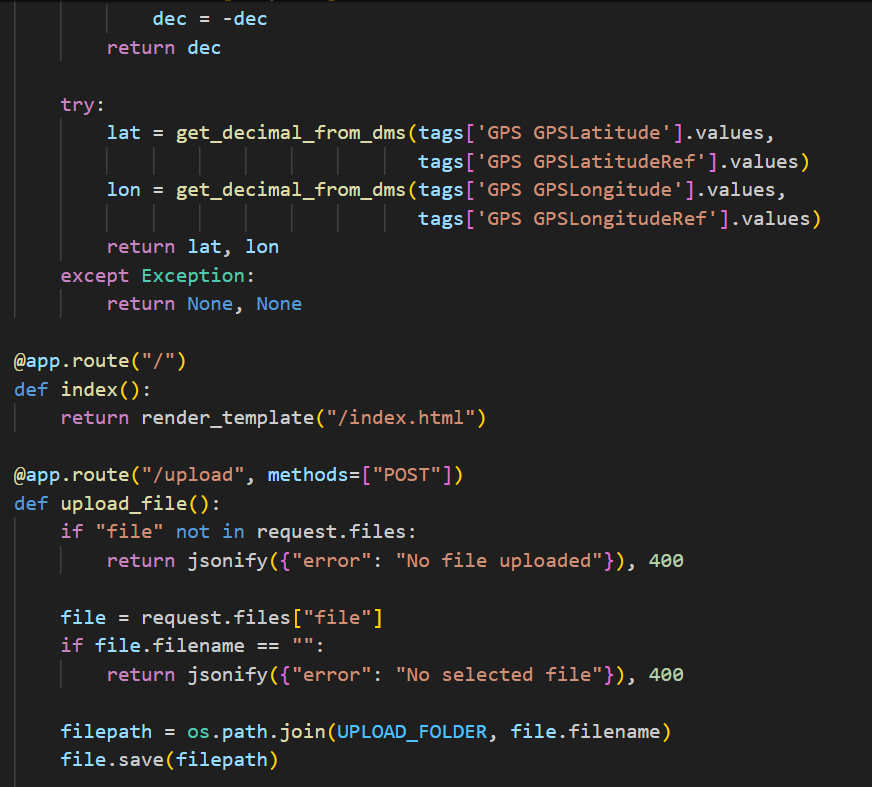 dec = -dec
return dec
try:
lat = get_decimal_from_dms(tags['GPS GPSLatitude'].values,
tags['GPS GPSLatitudeRef'].values)
lon = get_decimal_from_dms(tags['GPS GPSLongitude'].values,
tags['GPS GPSLongitudeRef'].values)
return lat, lon
except Exception:
return None, None
@app.route("/")
def index():
return render_template("/index.html")
@app.route("/upload", methods=["POST"])
def upload_file():
if "file" not in request.files:
return jsonify({"error": "No file uploaded"}), 400
file = request.files["file"]
if file.filename == "":
return jsonify({"error": "No selected file"}), 400
filepath = os.path.join(UPLOAD_FOLDER, file.filename)
file.save(filepath)